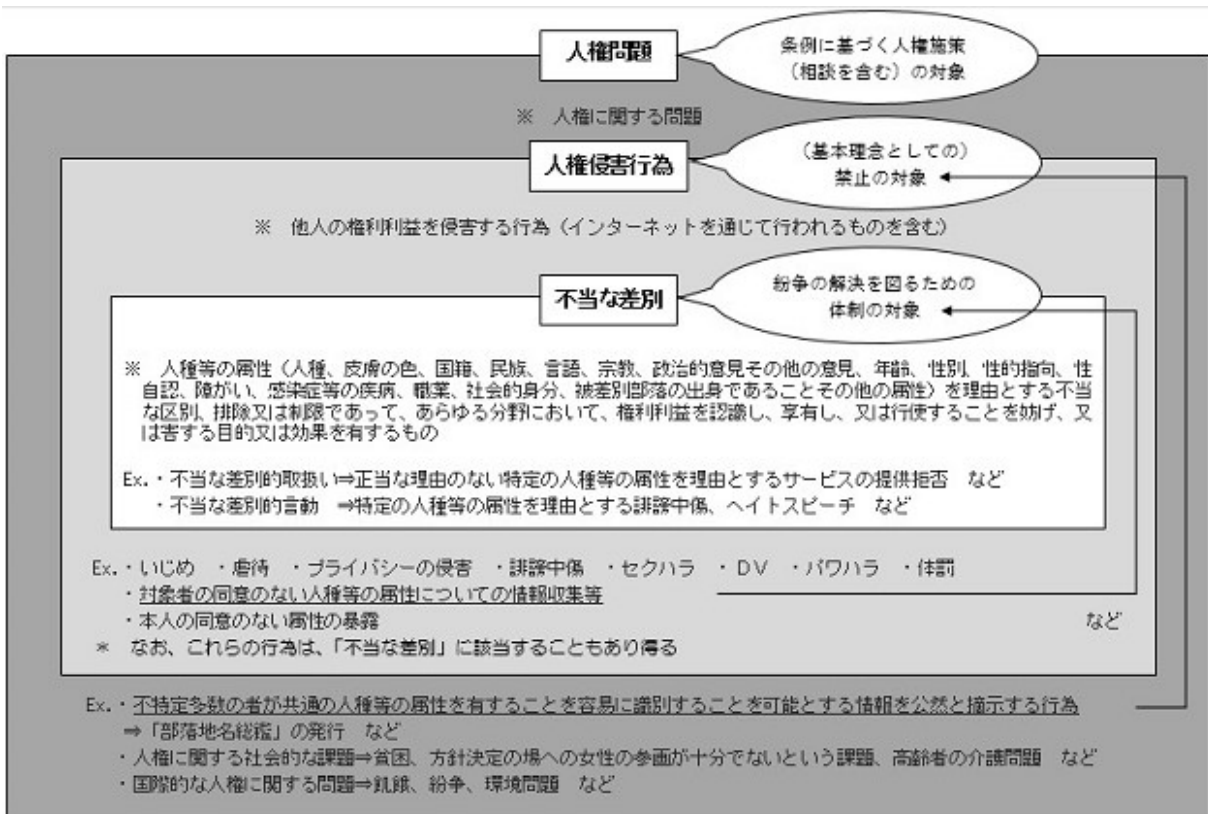 人権問題
条例に基づく人権施策
（相談を含む）の対象
※　人権に関する問題
人権侵害行為
（基本理念としての）
禁止の対象
※　他人の権利利益を侵害する行為（インターネットを通じて行われるものを含む）
不当な差別
紛争の解決を図るための
体制の対象
※　人種等の属性（人種、皮膚の色、国籍、民族、言語、宗教、政治的意見その他の意見、年齢、性別、性的指向、性
自認、障がい、感染症等の疾病、職業、社会的身分、被差別部落の出身であることその他の属性）を理由とする不当
な区別、排除又は制限であって、あらゆる分野において、権利利益を認識し、享有し、又は行使することを妨げ、又
は害する目的又は効果を有するもの
Ex.・不当な差別的取扱い⇒正当な理由のない特定の人種等の属性を理由とするサービスの提供拒否　など
・不当な差別的言動　⇒特定の人種等の属性を理由とする誹謗中傷、ヘイトスピーチ　など
Ex.・いじめ　・虐待　・プライバシーの侵害　・誹謗中傷　・セクハラ　・ＤＶ　・パワハラ　・体罰
・対象者の同意のない人種等の属性についての情報収集等
・本人の同意のない属性の暴露　など
＊　なお、これらの行為は、「不当な差別」に該当することもあり得る
Ex.・不特定多数の者が共通の人種等の属性を有することを容易に識別することを可能とする情報を公然と摘示する行為
⇒「部落地名総鑑」の発行　など
・人権に関する社会的な課題⇒貧困、方針決定の場への女性の参画が十分でないという課題、高齢者の介護問題　など
・国際的な人権に関する問題⇒飢餓、紛争、環境問題　など